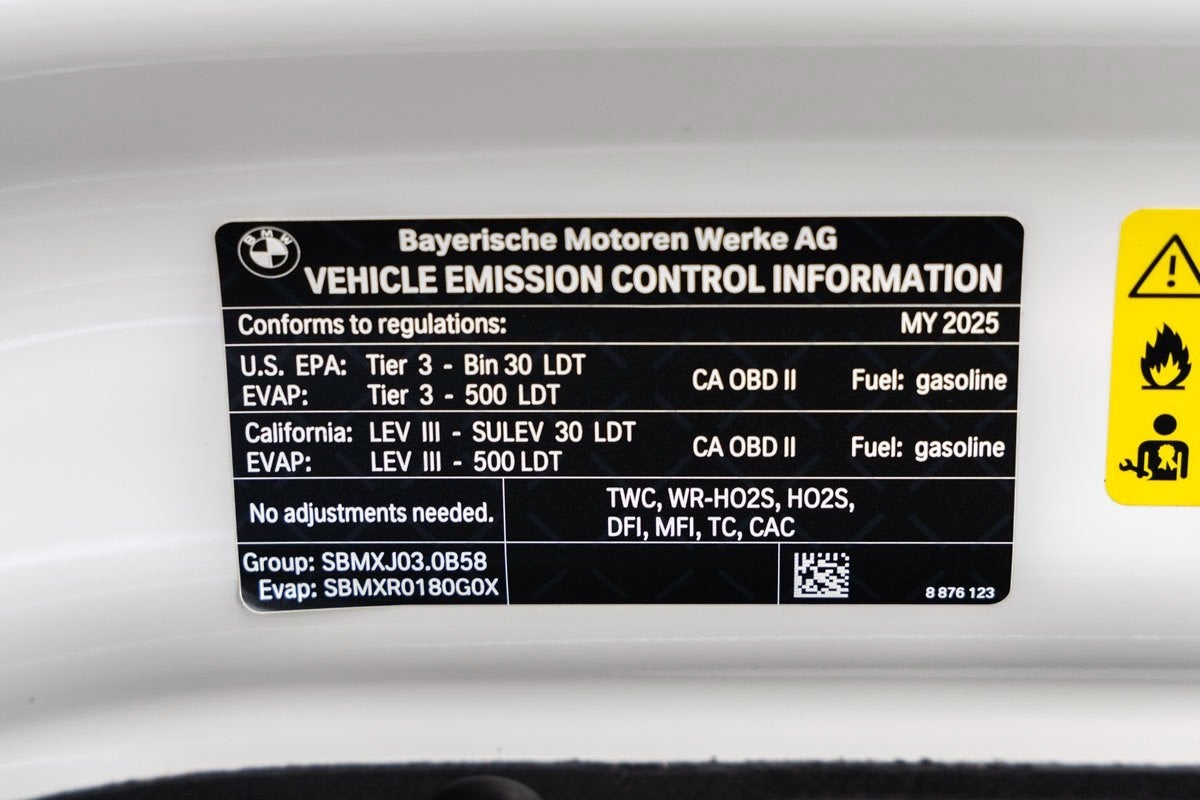 BMW
Bayerische Motoren Werke AG
VEHICLE EMISSION CONTROL INFORMATION
Conforms to regulations: MY 2025
U.S. EPA: Tier 3 - Bin 30 LDT
EVAP: Tier 3 - 500 LDT
CA OBD II Fuel: gasoline
California: LEV III - SULEV 30 LDT
EVAP: LEV III - 500 LDT
CA OBD II Fuel: gasoline
No adjustments needed.
TWC, WR-HO2S, HO2S,
DFI, MFI, TC, CAC
Group: SBMXJ03.0B58
Evap: SBMXR0180G0X
8 876 123